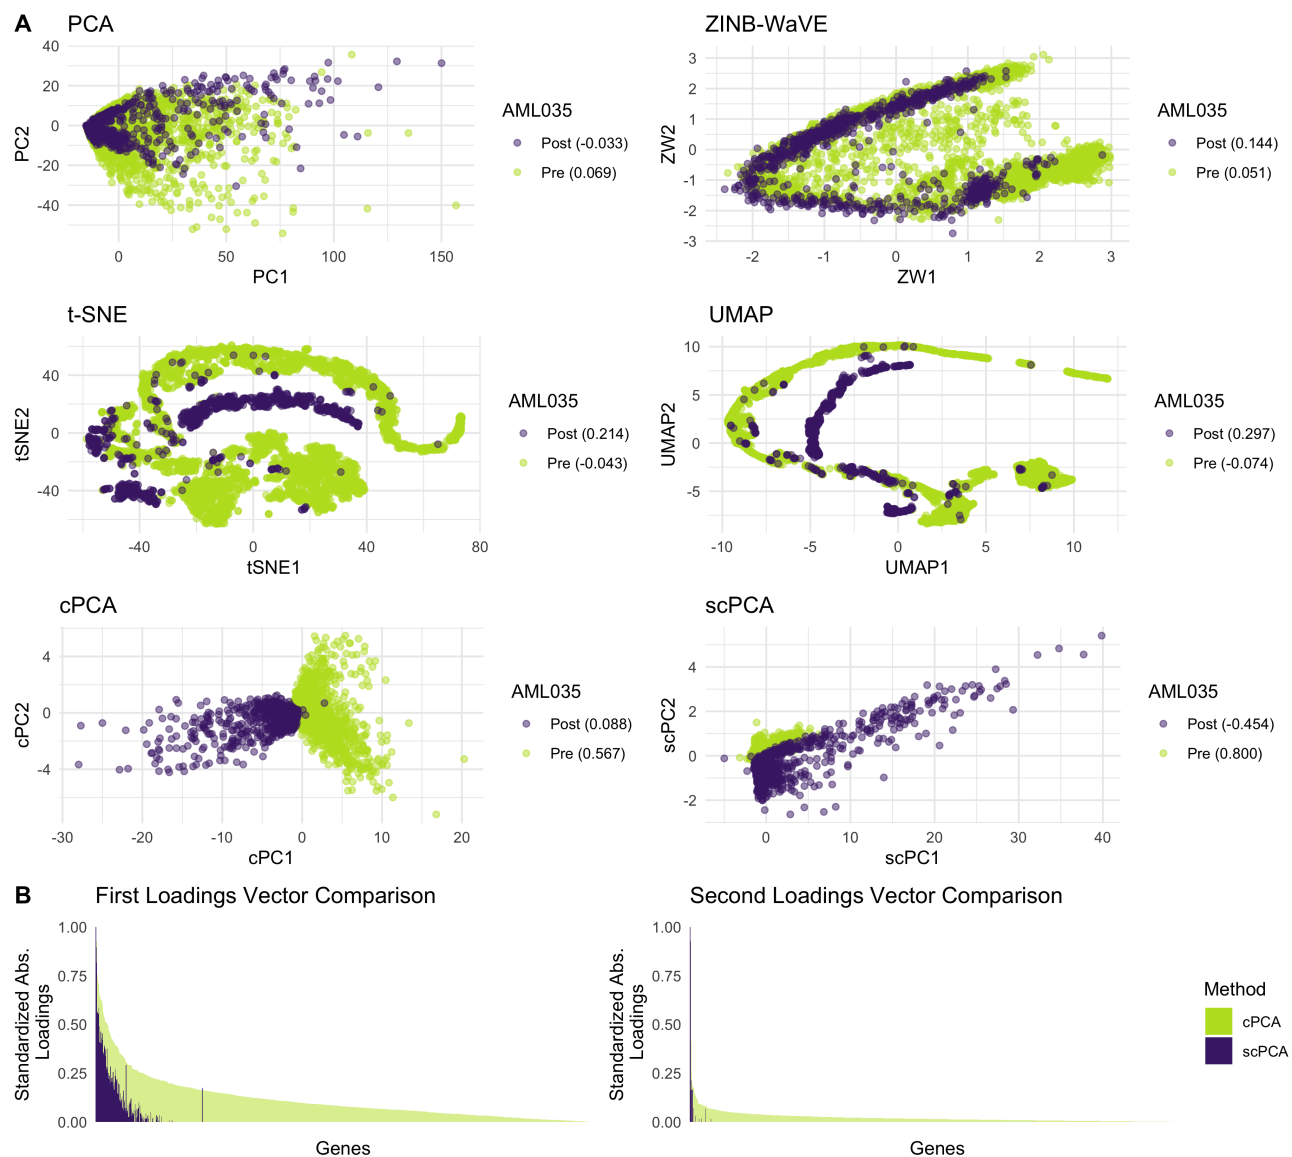 A
PCA
40
20
0
-20
-40
PC2
0
50
100
150
PC1
AML035
Post (-0.033)
Pre (0.069)
ZINB-WaVE
3
2
1
0
-1
-2
-3
ZW2
-2
-1
0
1
2
3
ZW1
AML035
Post (0.144)
Pre (0.051)
t-SNE
40
0
-40
tSNE2
-40
0
40
80
tSNE1
AML035
Post (0.214)
Pre (-0.043)
UMAP
10
5
0
-5
UMAP2
-10
-5
0
5
10
UMAP1
AML035
Post (0.297)
Pre (-0.074)
cPCA
4
0
-4
cPC2
-30
-20
-10
0
10
20
cPC1
AML035
Post (0.088)
Pre (0.567)
scPCA
4
2
0
-2
scPC2
0
10
20
30
40
scPC1
AML035
Post (-0.454)
Pre (0.800)
B
First Loadings Vector Comparison
1.00
0.75
0.50
0.25
0.00
Standardized Abs.
Loadings
Genes
Second Loadings Vector Comparison
1.00
0.75
0.50
0.25
0.00
Standardized Abs.
Loadings
Genes
Method
cPCA
scPCA